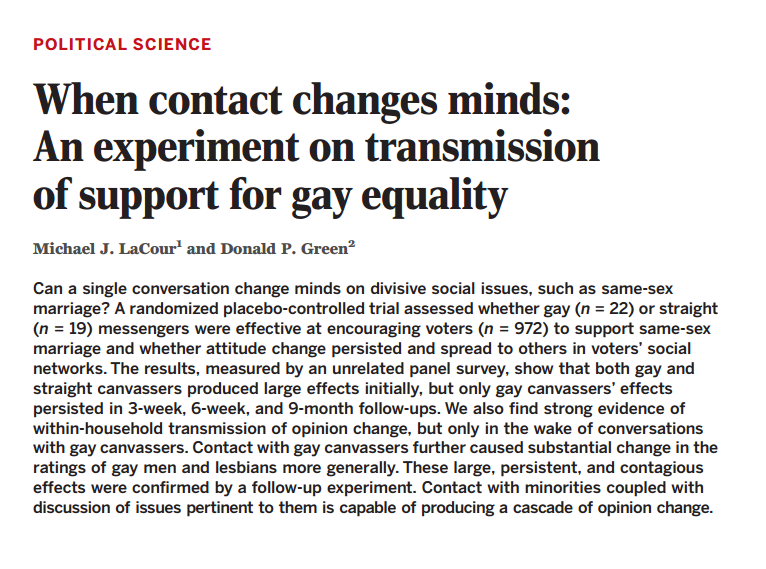 POLITICAL SCIENCE
When contact changes minds:
An experiment on transmission
of support for gay equality
Michael J. LaCour¹ and Donald P. Green²
Can a single conversation change minds on divisive social issues, such as same-sex
marriage? A randomized placebo-controlled trial assessed whether gay (n = 22) or straight
(n = 19) messengers were effective at encouraging voters (n = 972) to support same-sex
marriage and whether attitude change persisted and spread to others in voters’ social
networks. The results, measured by an unrelated panel survey, show that both gay and
straight canvassers produced large effects initially, but only gay canvassers’ effects
persisted in 3-week, 6-week, and 9-month follow-ups. We also find strong evidence of
within-household transmission of opinion change, but only in the wake of conversations
with gay canvassers. Contact with gay canvassers further caused substantial change in the
ratings of gay men and lesbians more generally. These large, persistent, and contagious
effects were confirmed by a follow-up experiment. Contact with minorities coupled with
discussion of issues pertinent to them is capable of producing a cascade of opinion change.